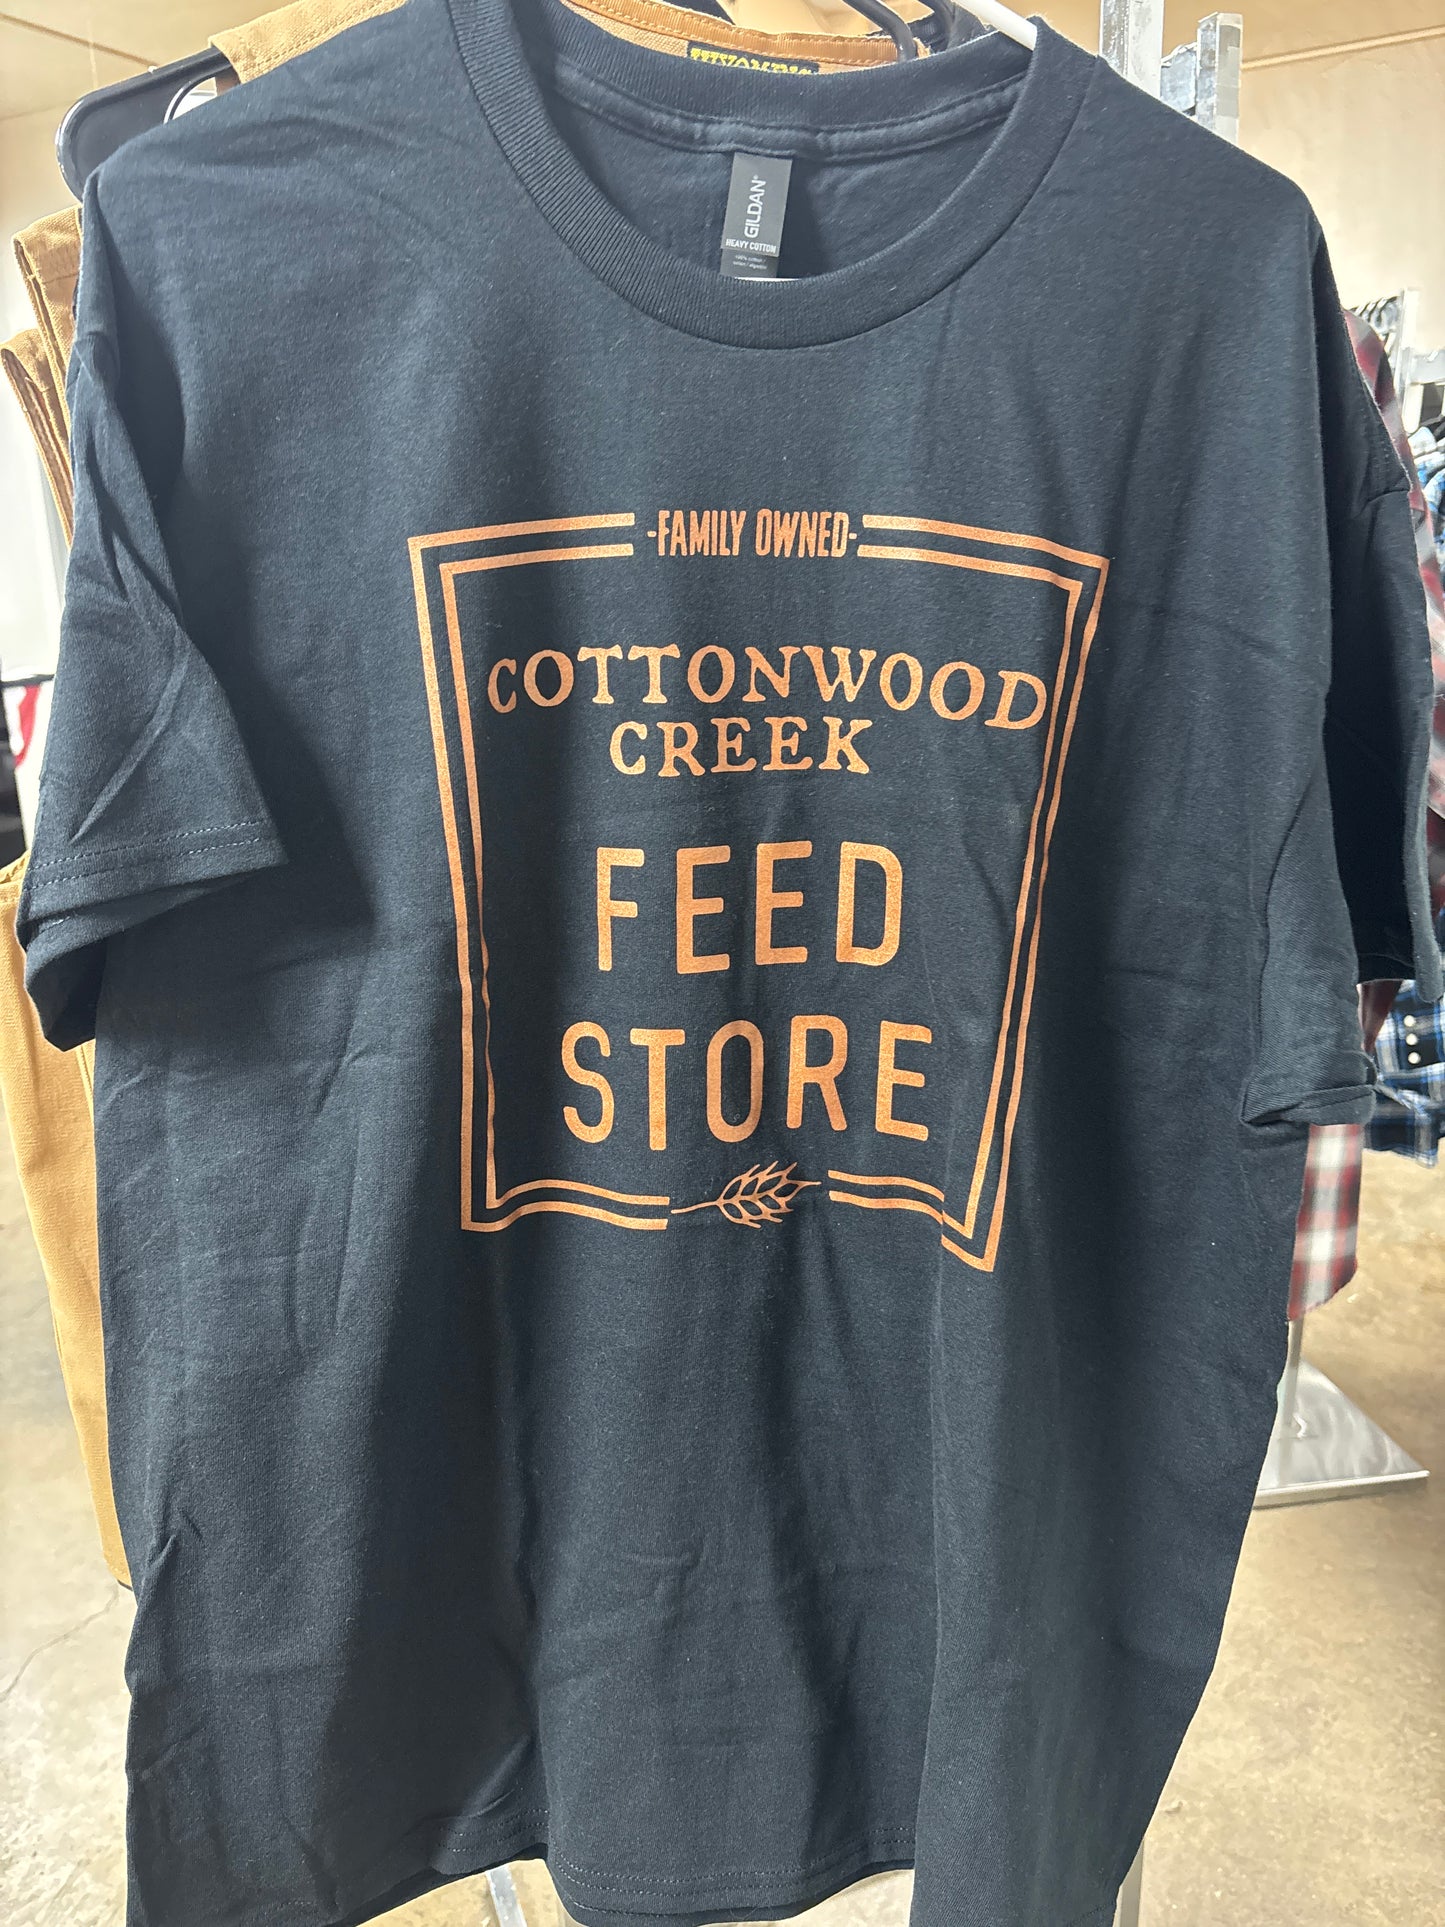 GILDAN®
HEAVY COTTON
-FAMILY OWNED-
COTTONWOOD
CREEK
FEED
STORE